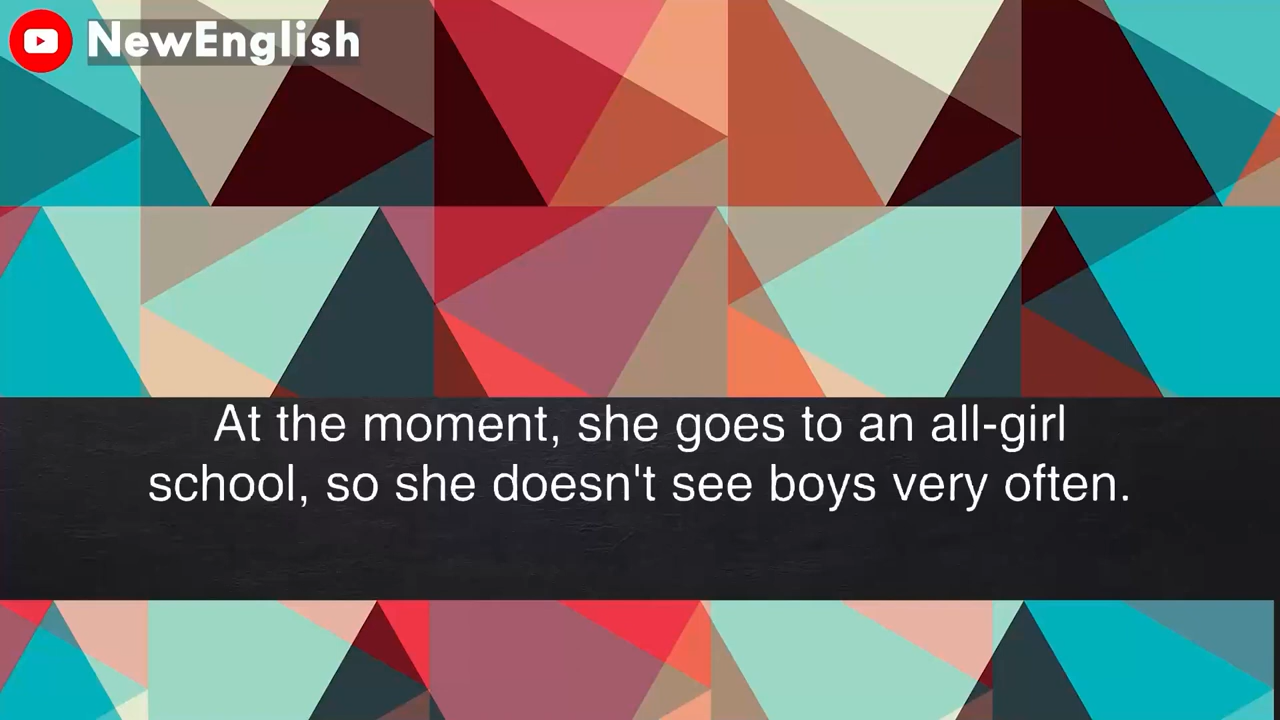 NewEnglish
At the moment, she goes to an all-girl
school, so she doesn't see boys very often.